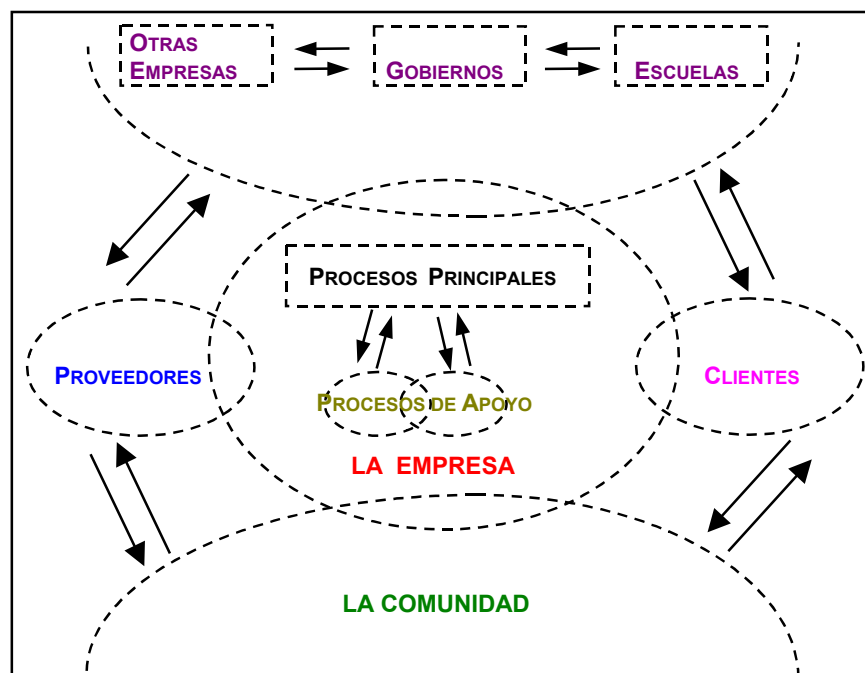 OTRAS
EMPRESAS
GOBIERNOS
ESCUELAS
PROCESOS PRINCIPALES
PROVEEDORES
CLIENTES
PROCESOS DE APOYO
LA EMPRESA
LA COMUNIDAD